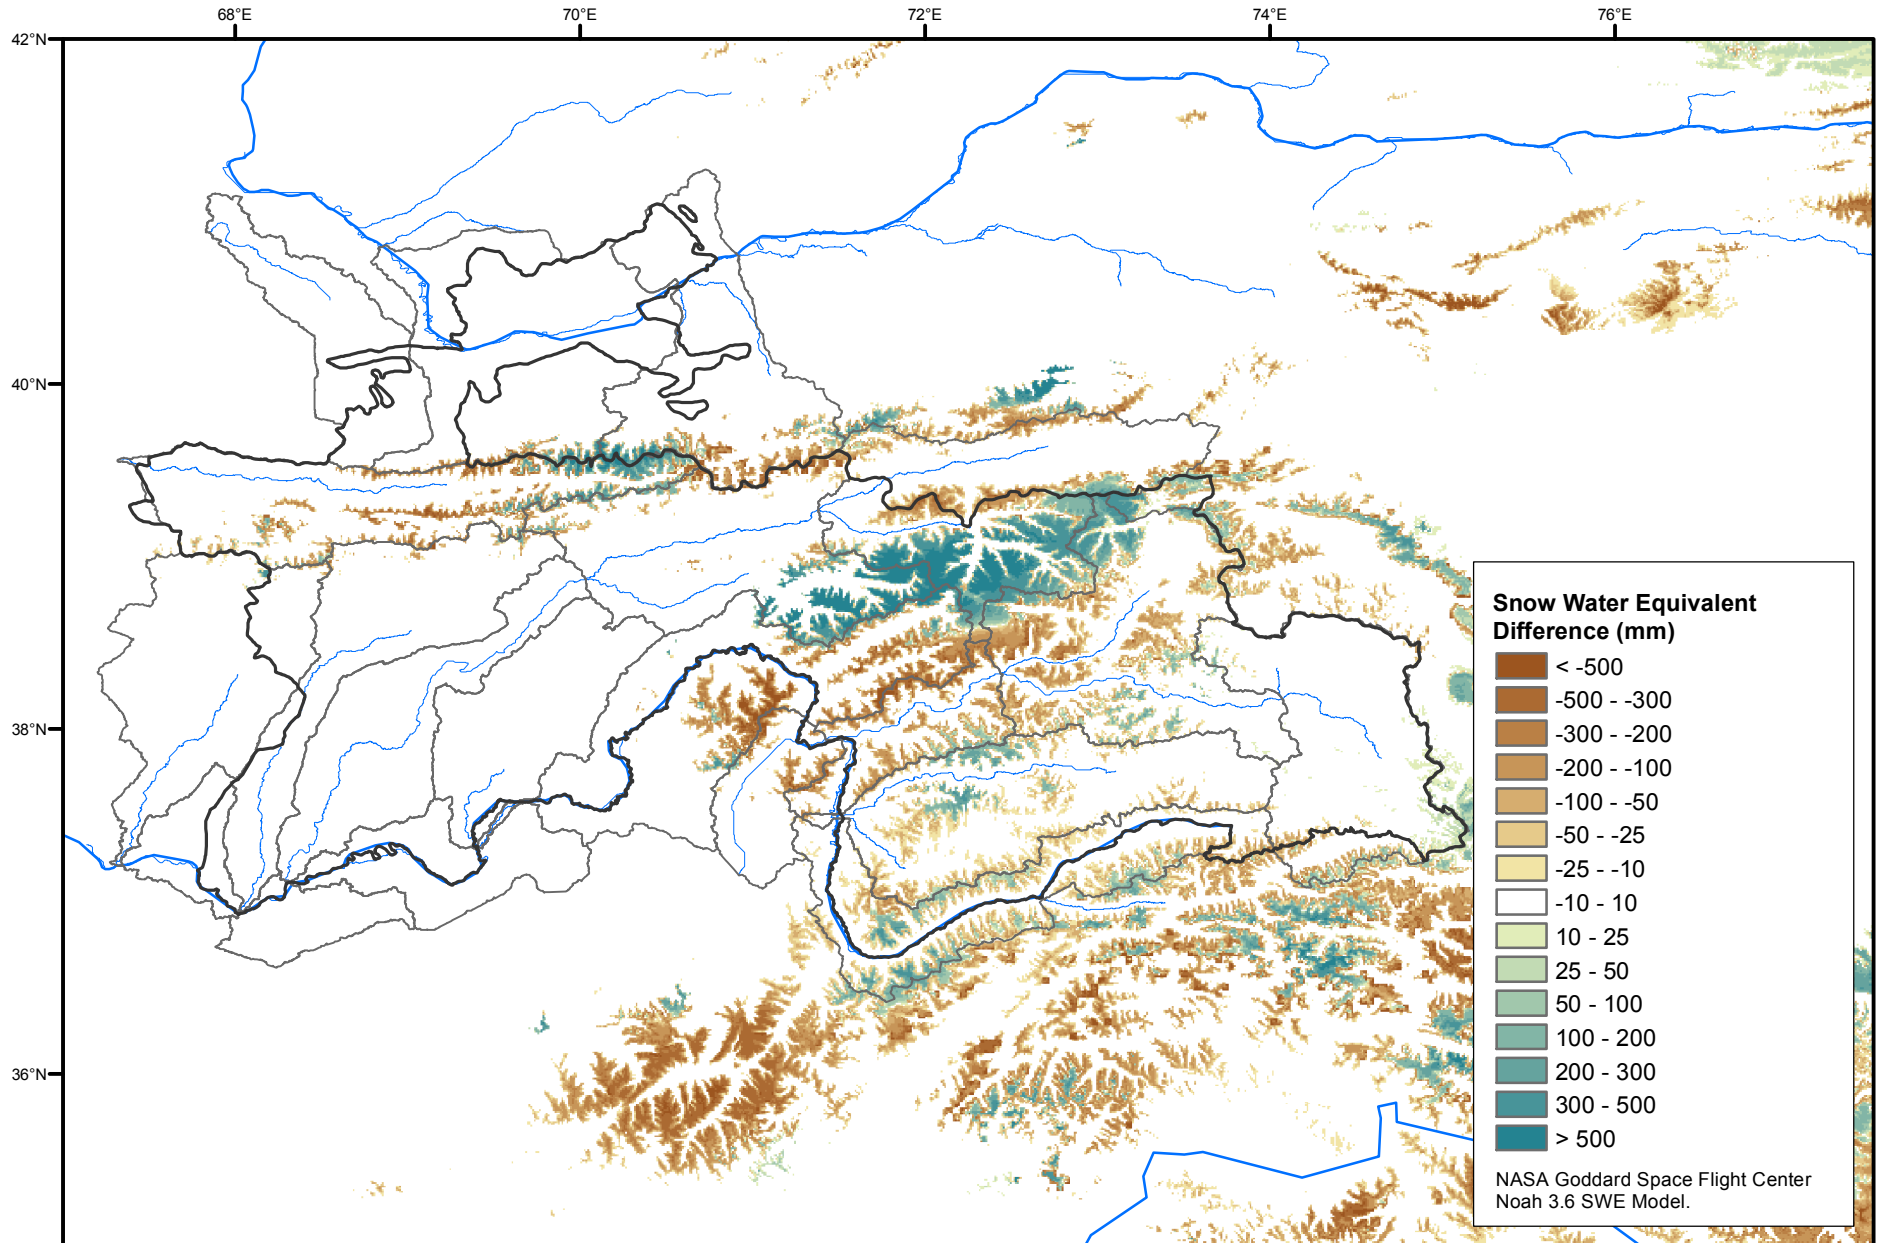 68°E 70°E 72°E 74°E 76°E
42°N
40°N
38°N
36°N
Snow Water Equivalent
Difference (mm)
< -500
-500 - -300
-300 - -200
-200 - -100
-100 - -50
-50 - -25
-25 - -10
-10 - 10
10 - 25
25 - 50
50 - 100
100 - 200
200 - 300
300 - 500
> 500
NASA Goddard Space Flight Center
Noah 3.6 SWE Model.